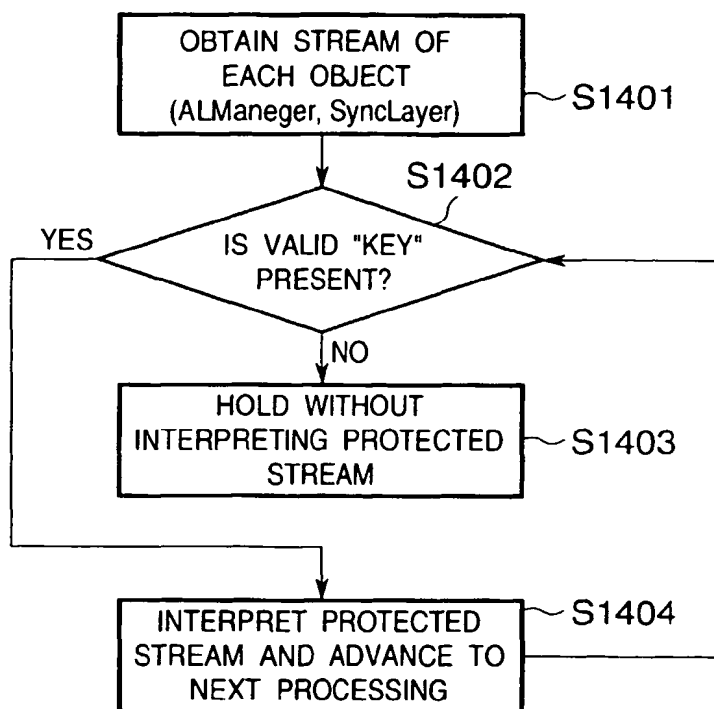 OBTAIN STREAM OF
EACH OBJECT
(ALManeger, SyncLayer)
S1401
S1402
YES
IS VALID "KEY"
PRESENT?
NO
HOLD WITHOUT
INTERPRETING PROTECTED
STREAM
S1403
INTERPRET PROTECTED
STREAM AND ADVANCE TO
NEXT PROCESSING
S1404